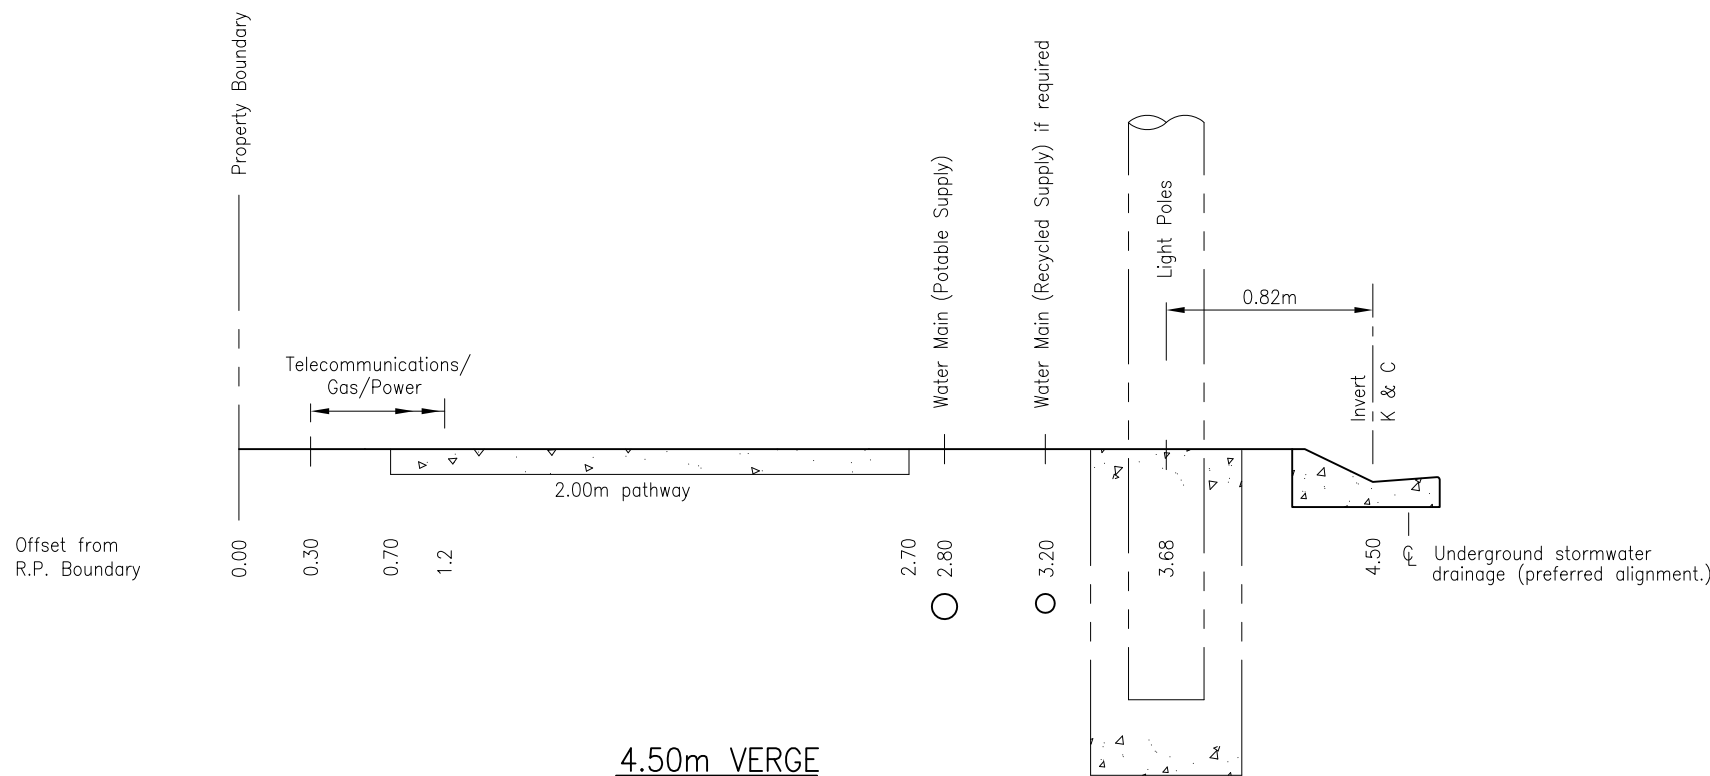 Property Boundary
Telecommunications/
Gas/Power
Water Main (Potable Supply)
Water Main (Recycled Supply) if required
Light Poles
0.82m
Invert
K & C
2.00m pathway
Offset from
R.P. Boundary
0.00
0.30
0.70
1.2
2.70
2.80
3.20
3.68
4.50
℄ Underground stormwater
drainage (preferred alignment.)
4.50m VERGE